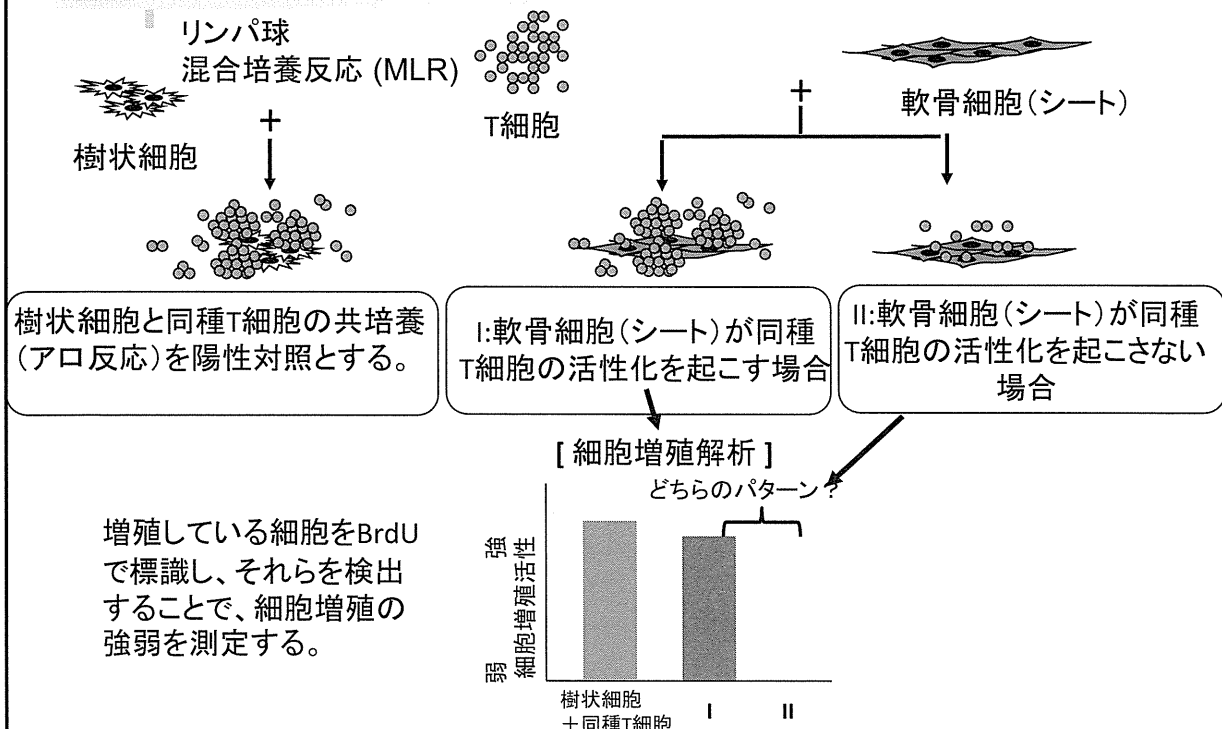 リンパ球
混合培養反応 (MLR)
+
樹状細胞
T細胞
+
軟骨細胞(シート)
樹状細胞と同種T細胞の共培養
(アロ反応)を陽性対照とする。
I:軟骨細胞(シート)が同種
T細胞の活性化を起こす場合
II:軟骨細胞(シート)が同種
T細胞の活性化を起こさない
場合
[ 細胞増殖解析 ]
どちらのパターン?
増殖している細胞をBrdU
で標識し、それらを検出
することで、細胞増殖の
強弱を測定する。
強
弱
細胞増殖活性
樹状細胞
+同種T細胞
I
II